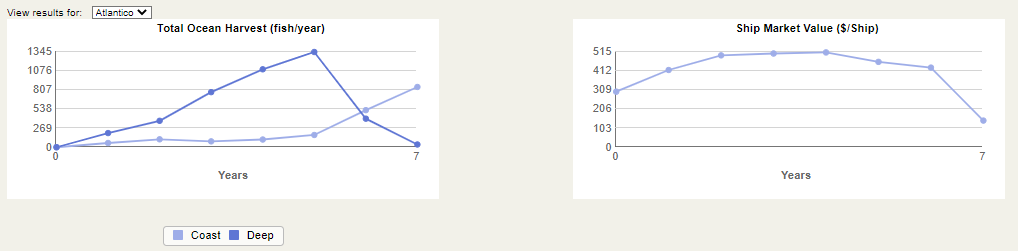 View results for: Atlantico
Total Ocean Harvest (fish/year)
1345
1076
807
538
269
0
0 7
Years
Coast Deep
Ship Market Value ($/Ship)
515
412
309
206
103
0
0 7
Years